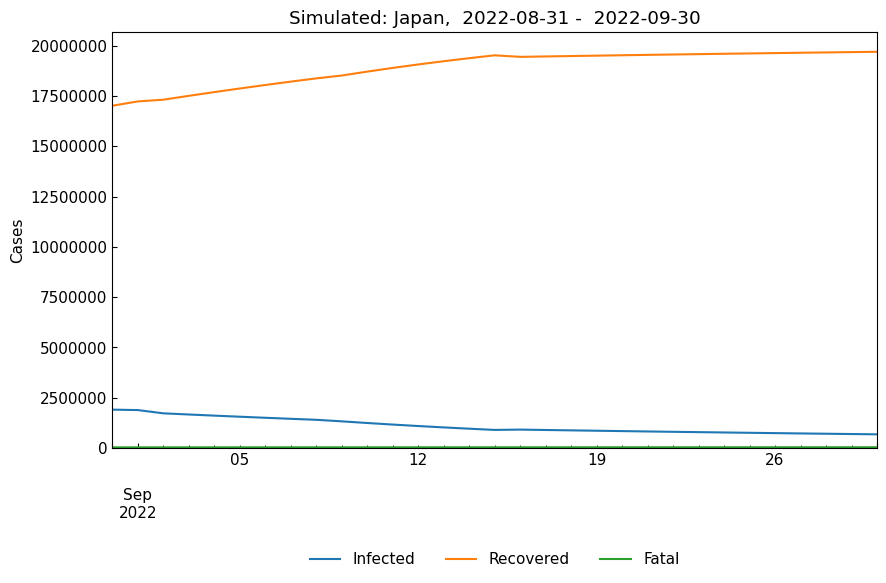 Simulated: Japan,  2022-08-31 -  2022-09-30
Cases
20000000
17500000
15000000
12500000
10000000
7500000
5000000
2500000
0
05 12 19 26
Sep
2022
Infected Recovered Fatal